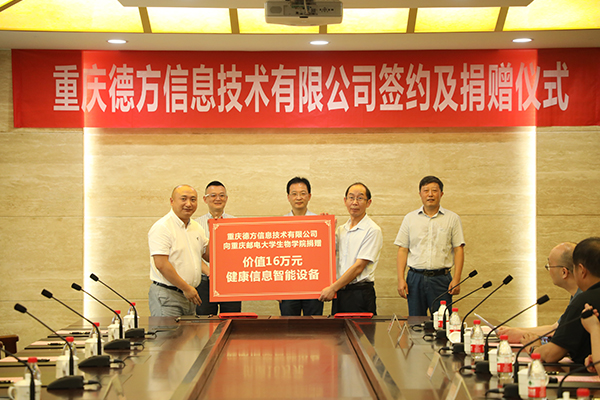 重庆德方信息技术有限公司签约及捐赠仪式
重庆德方信息技术有限公司
向重庆邮电大学生物学院捐赠
价值16万元
健康信息智能设备